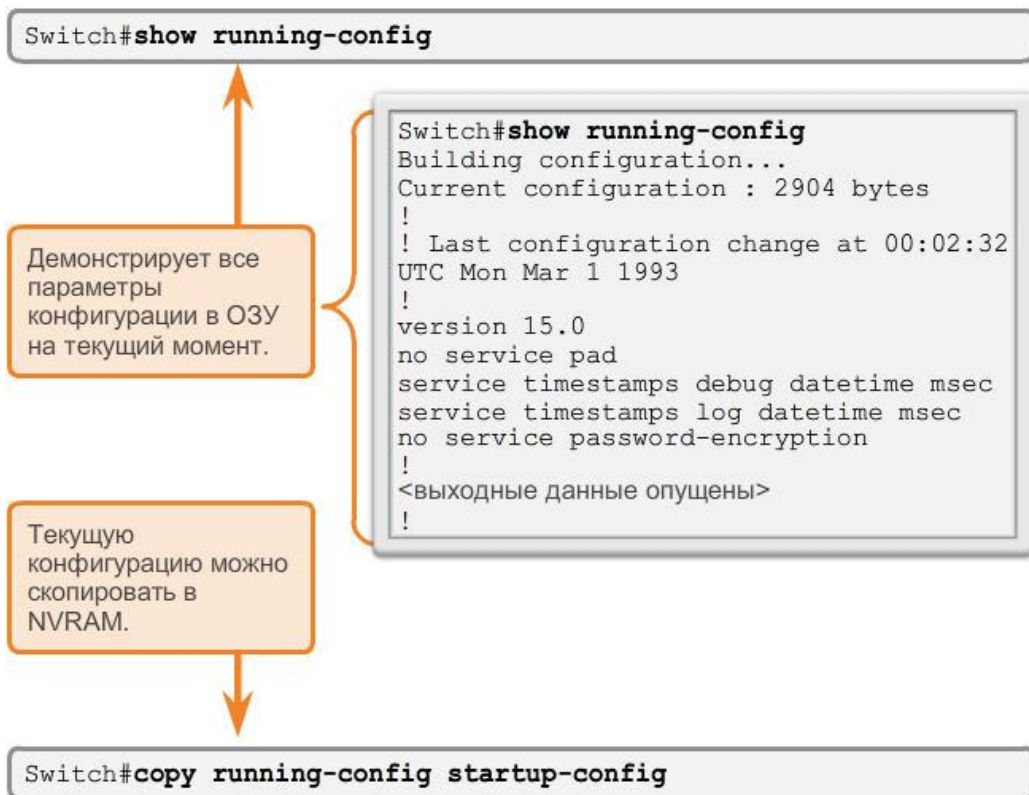 Switch#show running-config
Switch#show running-config
Building configuration...
Current configuration : 2904 bytes
!
! Last configuration change at 00:02:32
UTC Mon Mar 1 1993
!
version 15.0
no service pad
service timestamps debug datetime msec
service timestamps log datetime msec
no service password-encryption
!
<выходные данные опущены>
!
Демонстрирует все
параметры
конфигурации в ОЗУ
на текущий момент.
Текущую
конфигурацию можно
скопировать в
NVRAM.
Switch#copy running-config startup-config